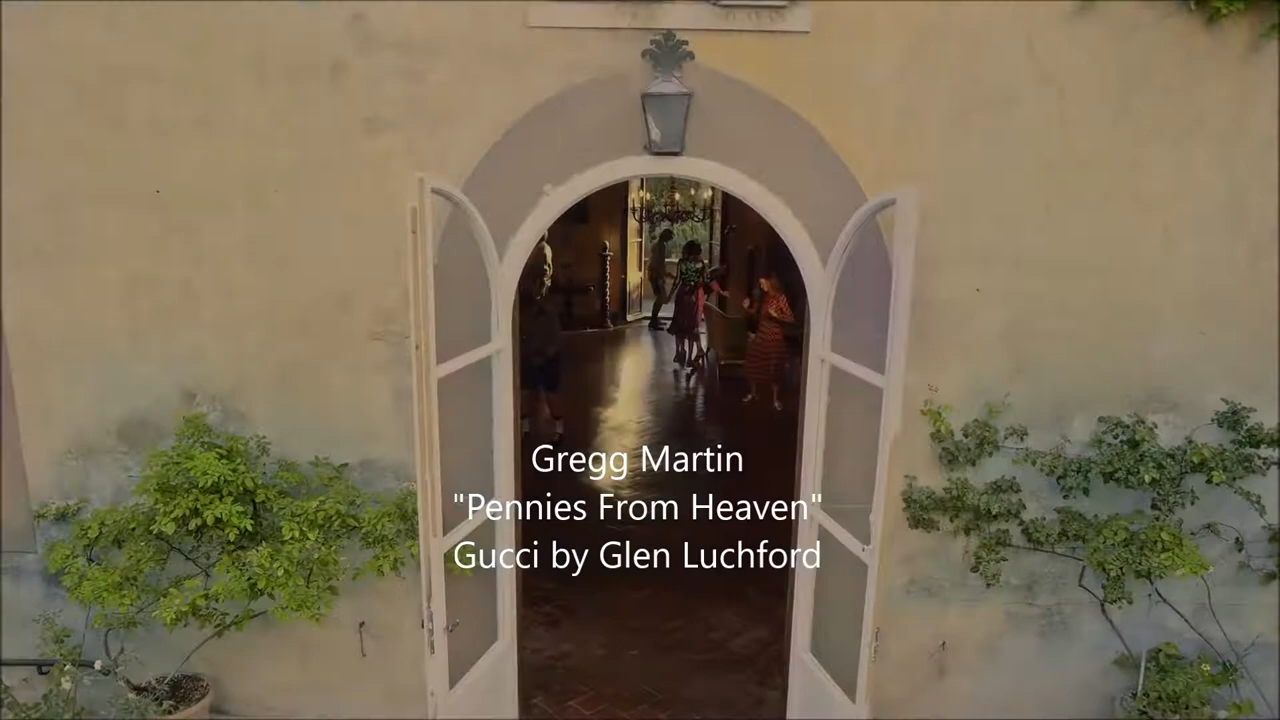 Gregg Martin
"Pennies From Heaven"
Gucci by Glen Luchford